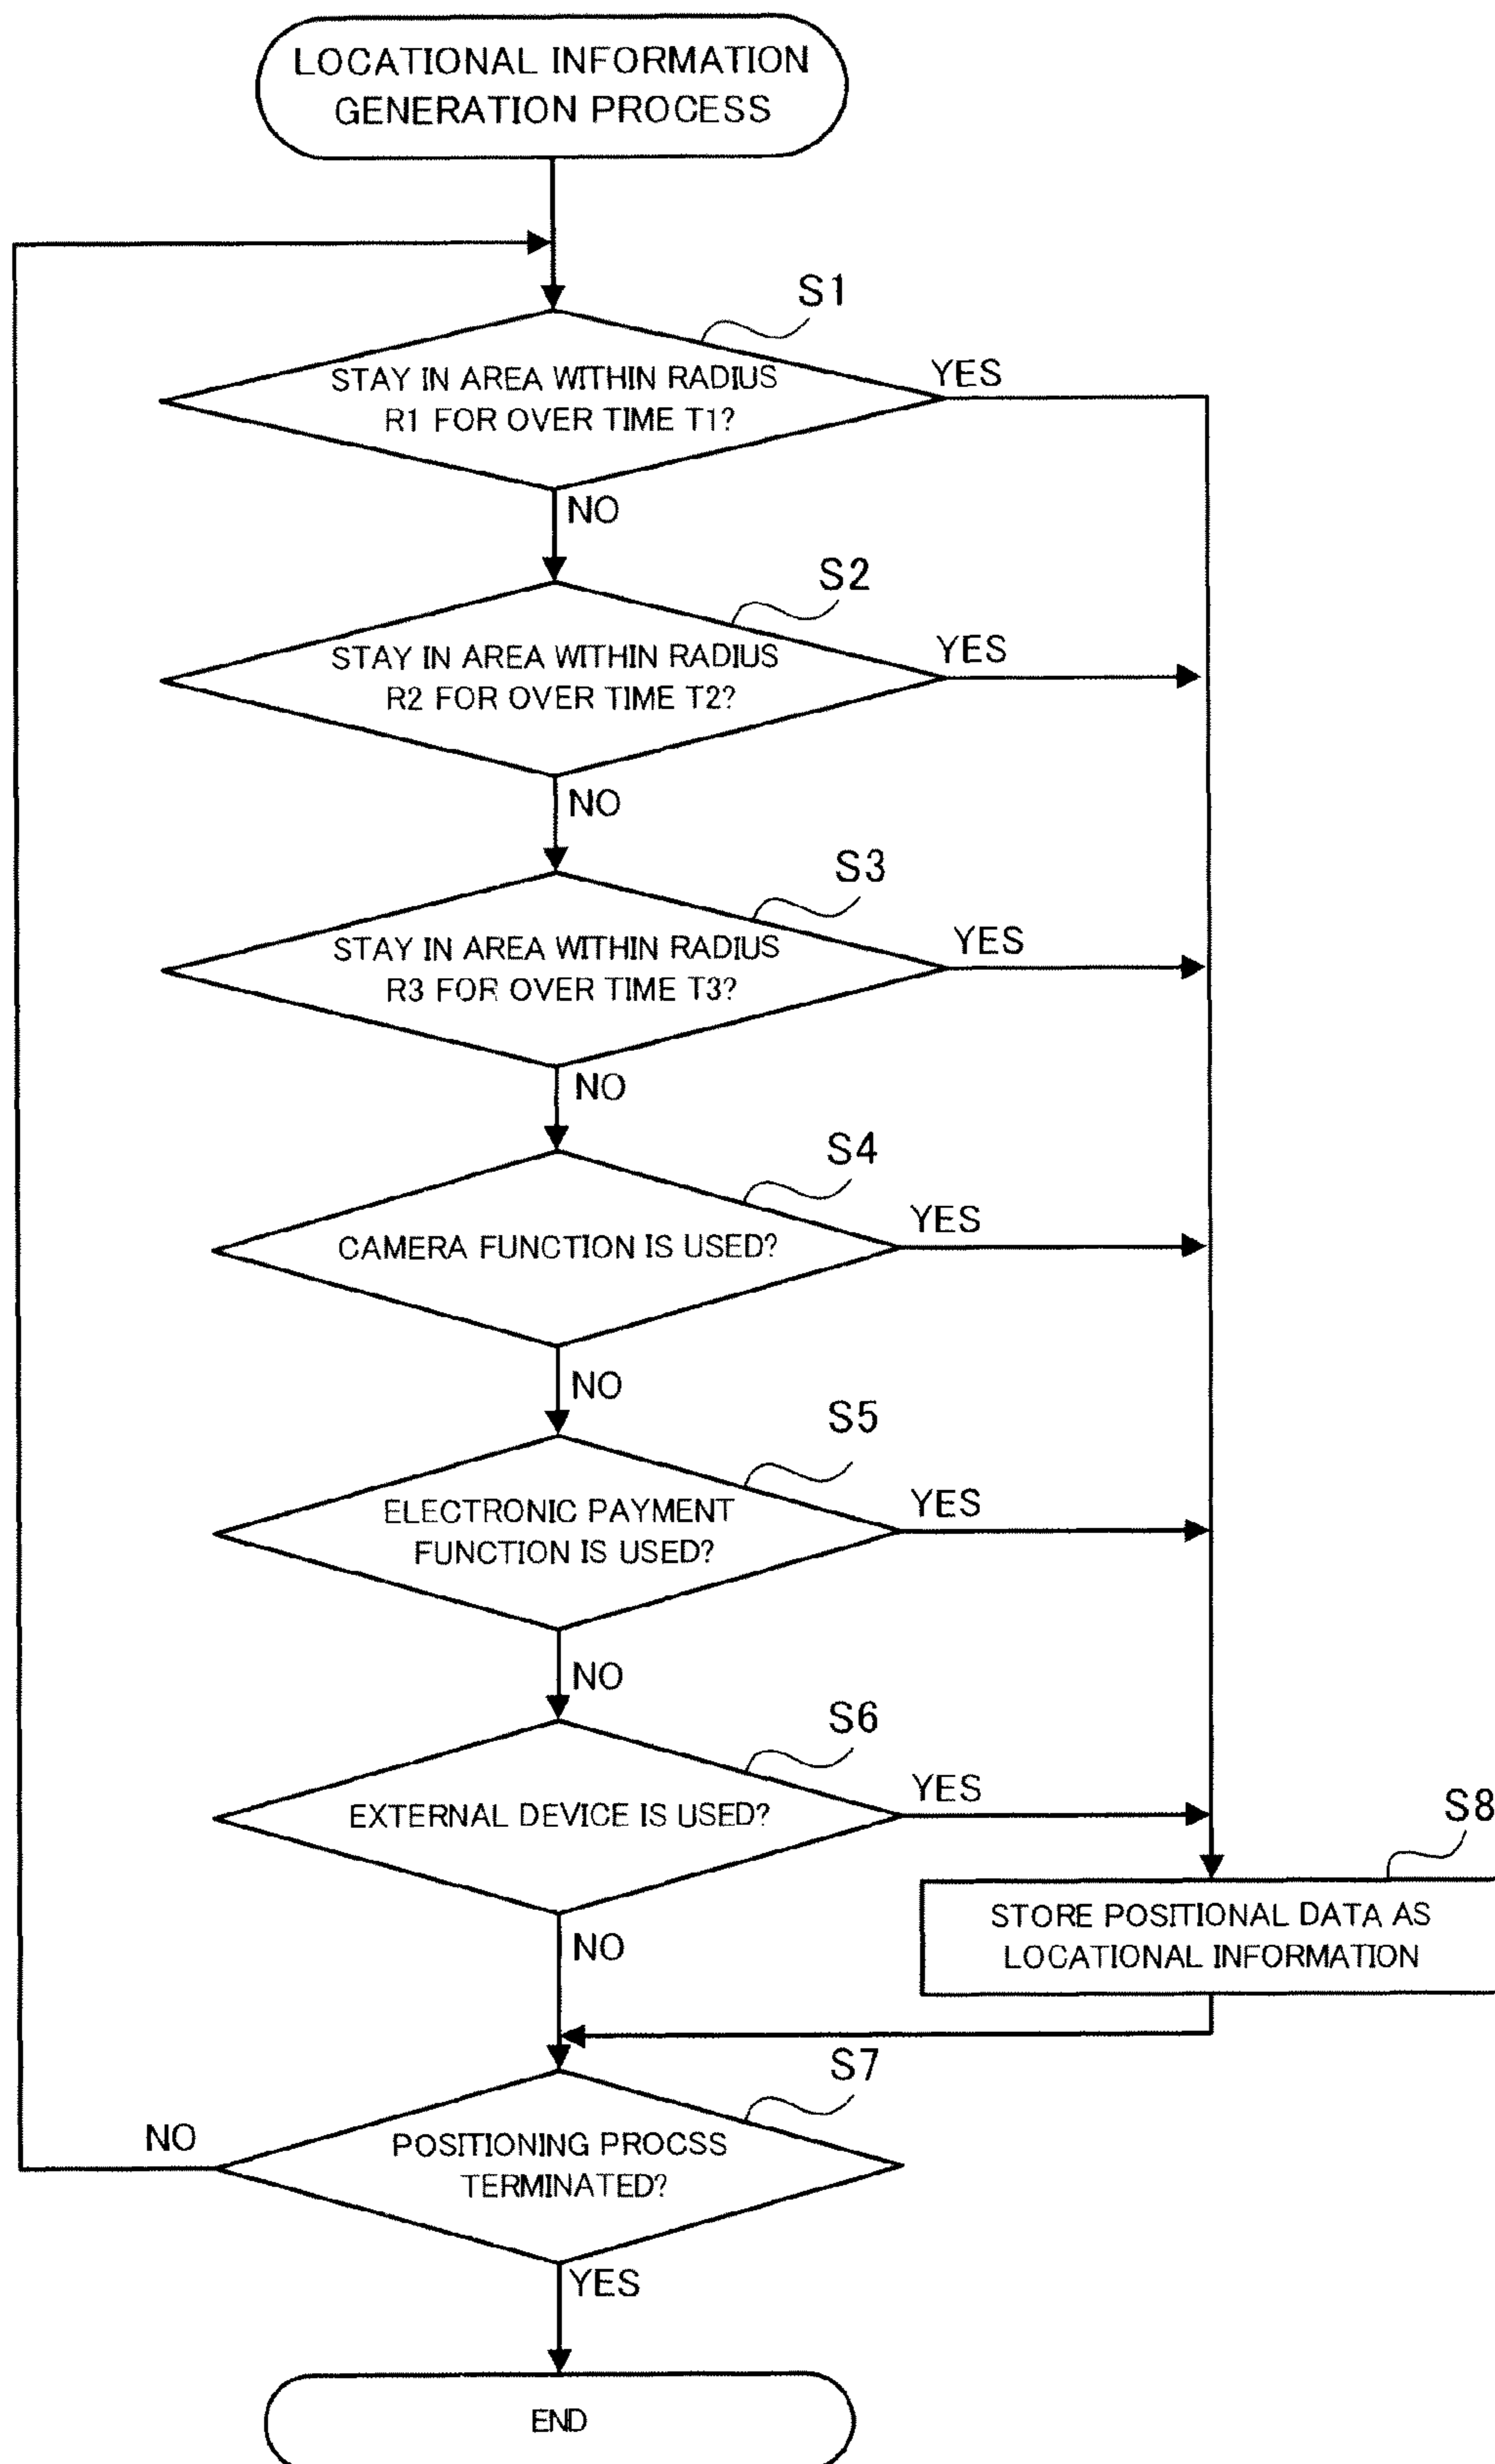 LOCATIONAL INFORMATION
GENERATION PROCESS
S1
STAY IN AREA WITHIN RADIUS
R1 FOR OVER TIME T1?
YES
NO
S2
STAY IN AREA WITHIN RADIUS
R2 FOR OVER TIME T2?
YES
NO
S3
STAY IN AREA WITHIN RADIUS
R3 FOR OVER TIME T3?
YES
NO
S4
CAMERA FUNCTION IS USED?
YES
NO
S5
ELECTRONIC PAYMENT
FUNCTION IS USED?
YES
NO
S6
EXTERNAL DEVICE IS USED?
YES
NO
S8
STORE POSITIONAL DATA AS
LOCATIONAL INFORMATION
S7
POSITIONING PROCSS
TERMINATED?
NO
YES
END